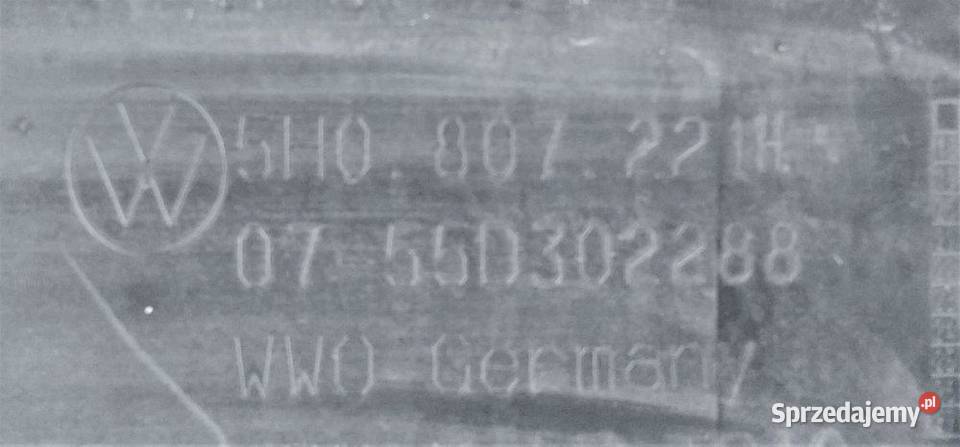 5H0.807.221H
07 55D302288
WWO Germany
Sprzedajemy.pl